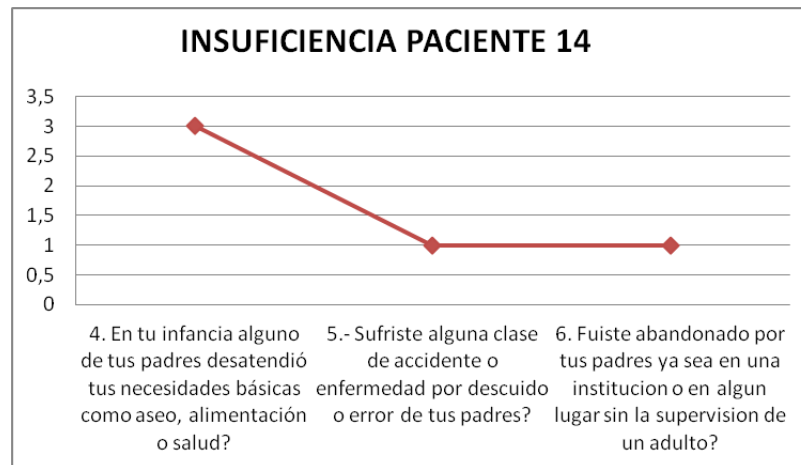 INSUFICIENCIA PACIENTE 14
3,5
3
2,5
2
1,5
1
0,5
0
4. En tu infancia alguno
de tus padres desatendió
tus necesidades básicas
como aseo, alimentación
o salud?
5.- Sufriste alguna clase
de accidente o
enfermedad por descuido
o error de tus padres?
6. Fuiste abandonado por
tus padres ya sea en una
institucion o en algun
lugar sin la supervision de
un adulto?